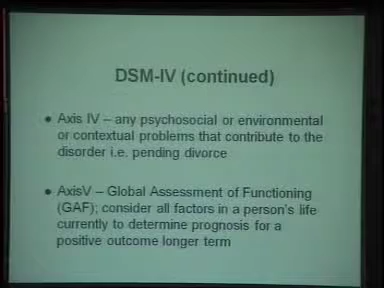 DSM-IV (continued)
● Axis IV – any psychosocial or environmental
or contextual problems that contribute to the
disorder i.e. pending divorce
● AxisV – Global Assessment of Functioning
(GAF); consider all factors in a person's life
currently to determine prognosis for a
positive outcome longer term